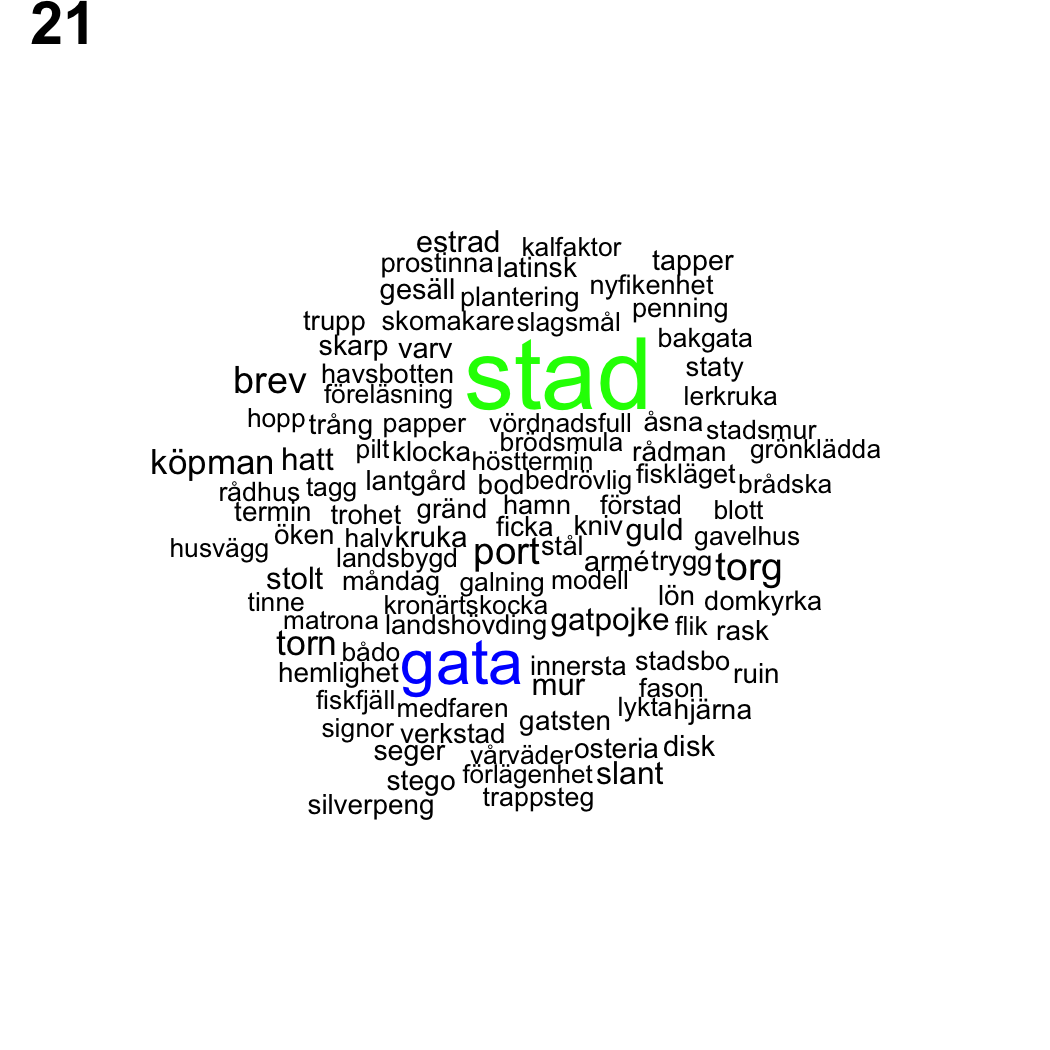 21
estrad kalfaktor
prostinna latinsk tapper
gesäll plantering nyfikenhet
penning
trupp skomakare slagsmål
skarp varv stad bakgata
brev havsbotten staty
föreläsning lerkruka
hopp trång papper vördnadsfull åsna stadsmur
pilt klocka brödsmula rådman grönklädda
köpman hatt hösttermin
rådhus tagg lantgård bod bedrövlig fiskläget brådska
termin trohet gränd hamn förstad blott
öken halv kruka ficka kniv guld gavelhus
husvägg landsbygd port stål armé trygg torg
stolt måndag galning modell
tinne kronärtskocka lön domkyrka
matrona landshövding gatpojke flik rask
torn bådo gata innersta stadsbo ruin
hemlighet mur fason
fiskfjäll medfaren gatsten lykta hjärna
signor verkstad
seger vårväder osteria disk
stego förlägenhet slant
silverpeng trappsteg